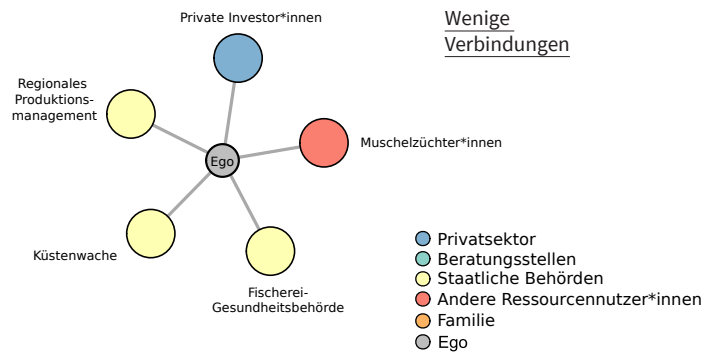 Private Investor*innen
Wenige
Verbindungen
Regionales
Produktions-
management
Muschelzüchter*innen
Ego
Küstenwache
Fischerei-
Gesundheitsbehörde
Privatsektor
Beratungsstellen
Staatliche Behörden
Andere Ressourcennutzer*innen
Familie
Ego